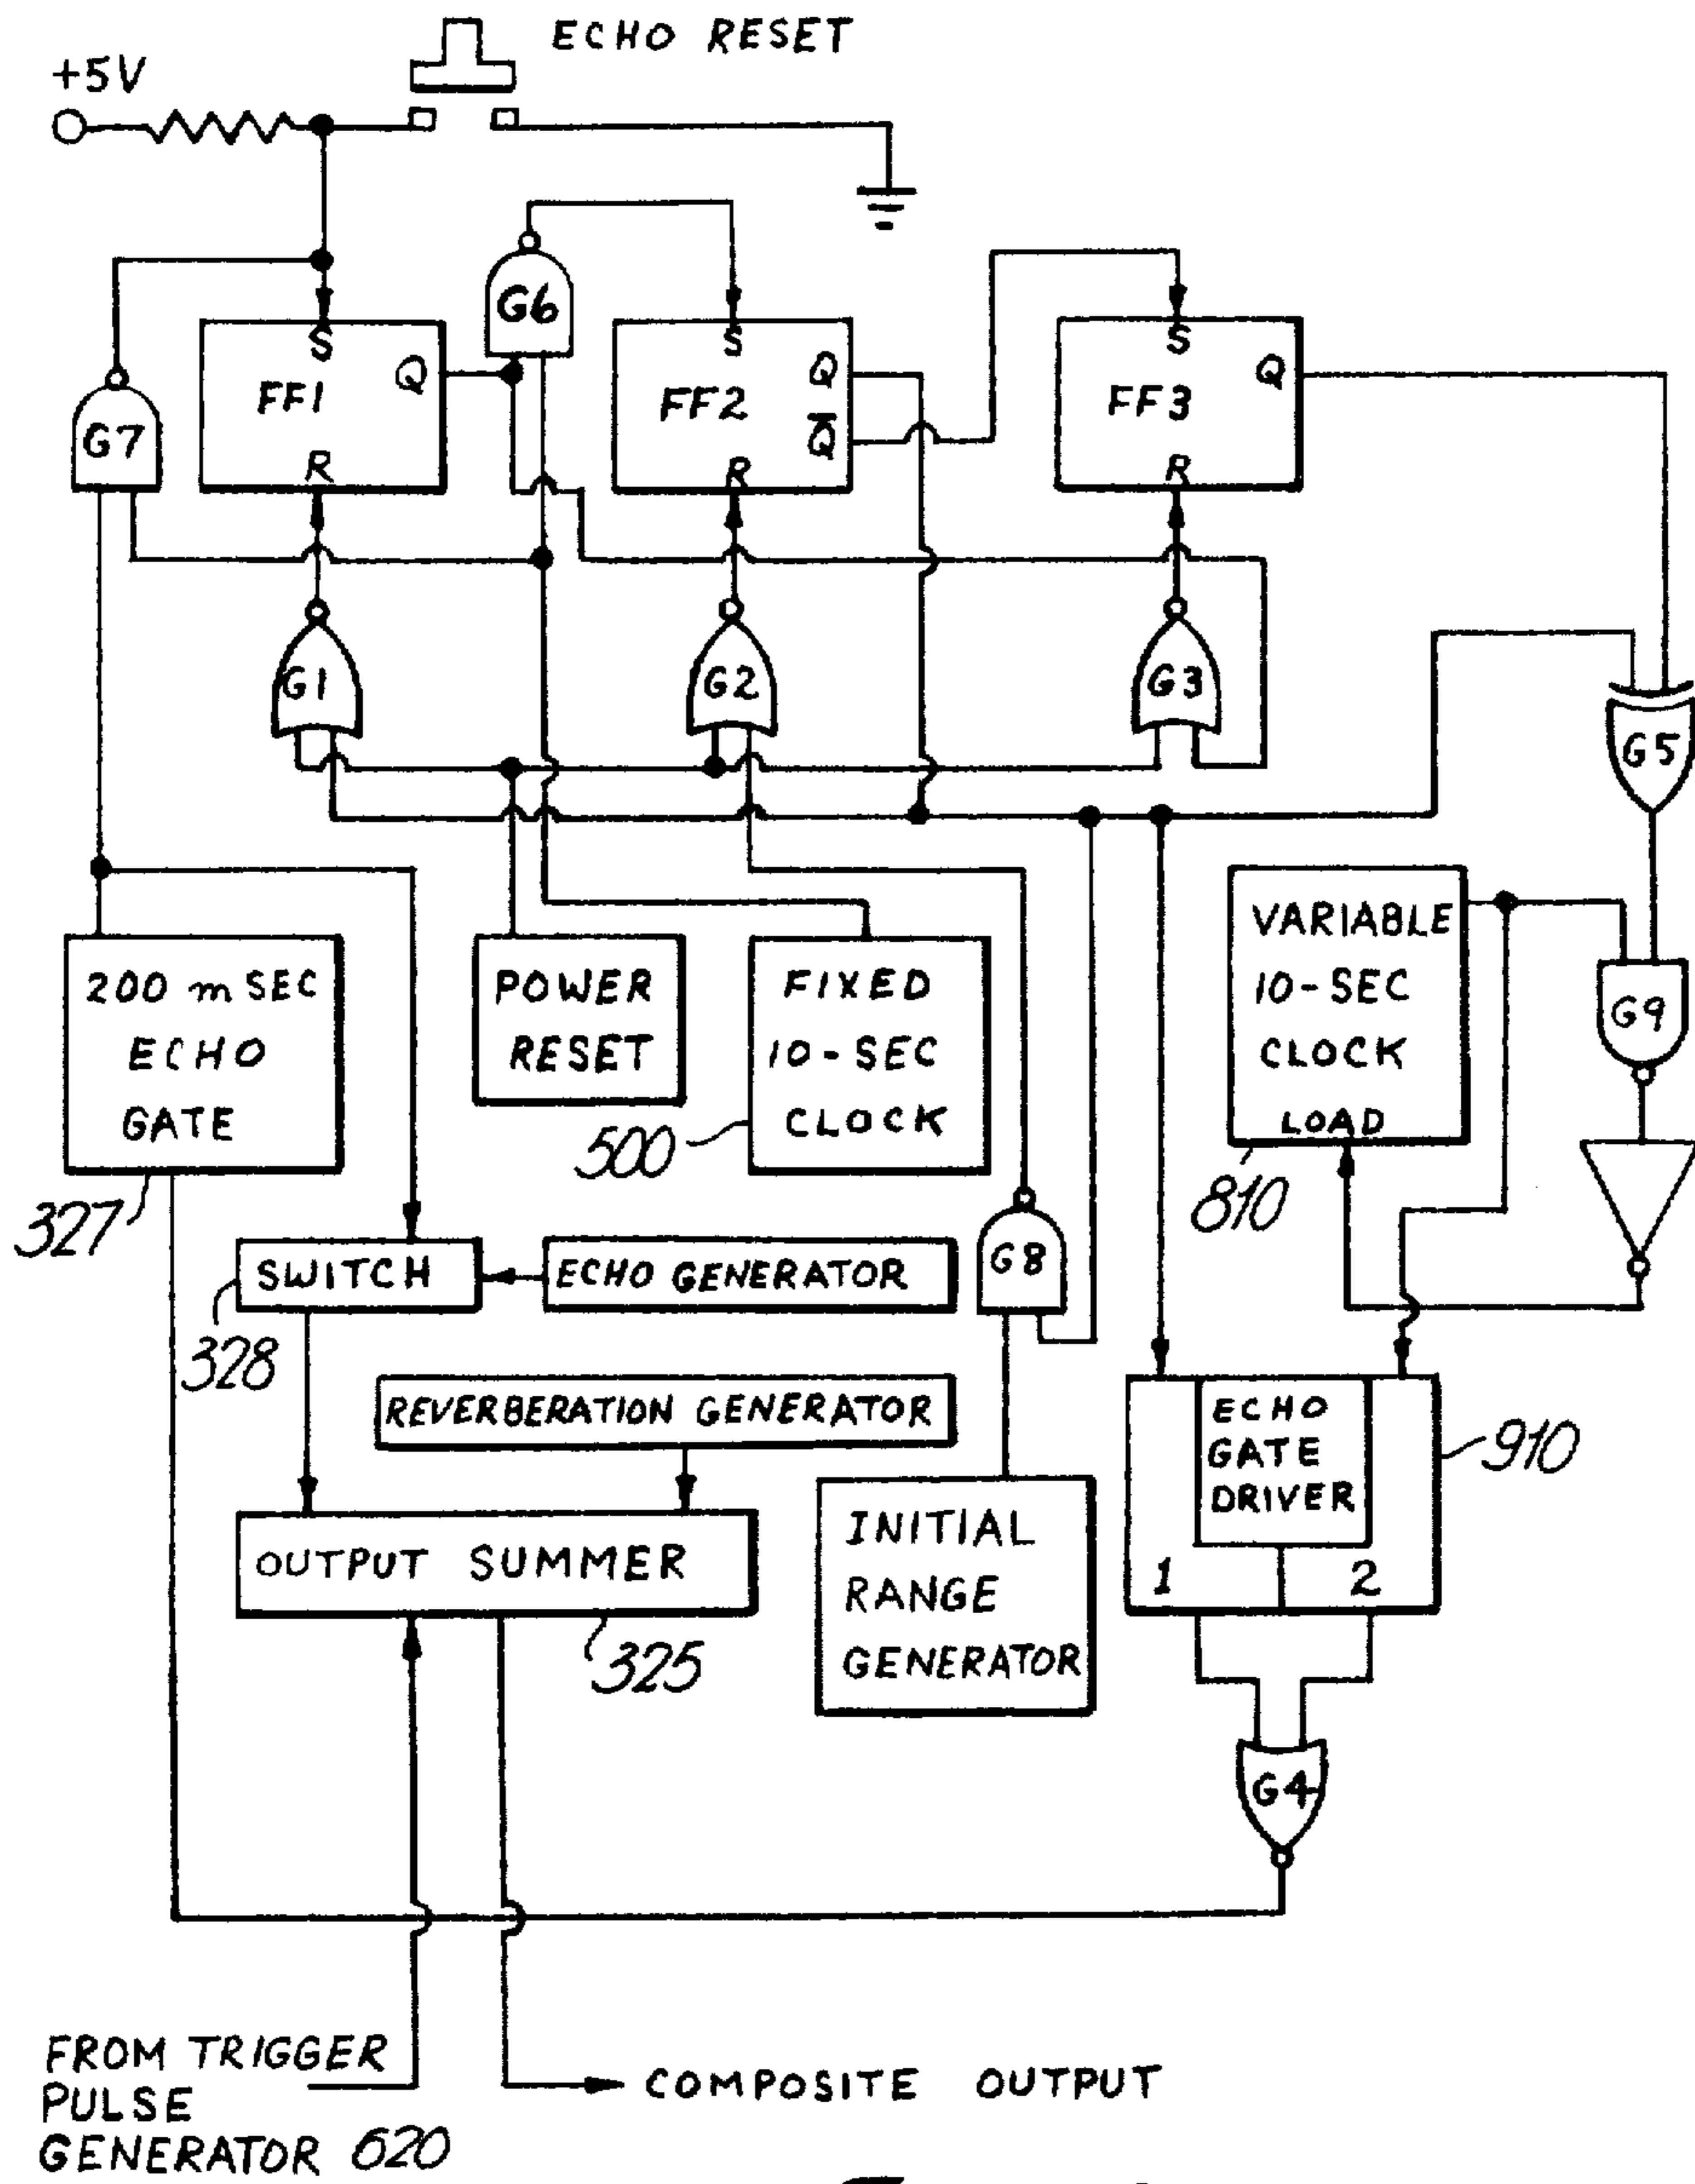 ECHO RESET
+5V
G6
S
Q
FF1
R
S
Q
FF2
Q̅
R
S
Q
FF3
R
G7
G1
G2
G3
G5
200 mSEC
ECHO
GATE
327
POWER
RESET
FIXED
10-SEC
CLOCK
500
VARIABLE
10-SEC
CLOCK
LOAD
810
G9
SWITCH
328
ECHO GENERATOR
G8
REVERBERATION GENERATOR
ECHO
GATE
DRIVER
1
2
910
OUTPUT SUMMER
325
INITIAL
RANGE
GENERATOR
G4
FROM TRIGGER
PULSE
GENERATOR 620
COMPOSITE OUTPUT